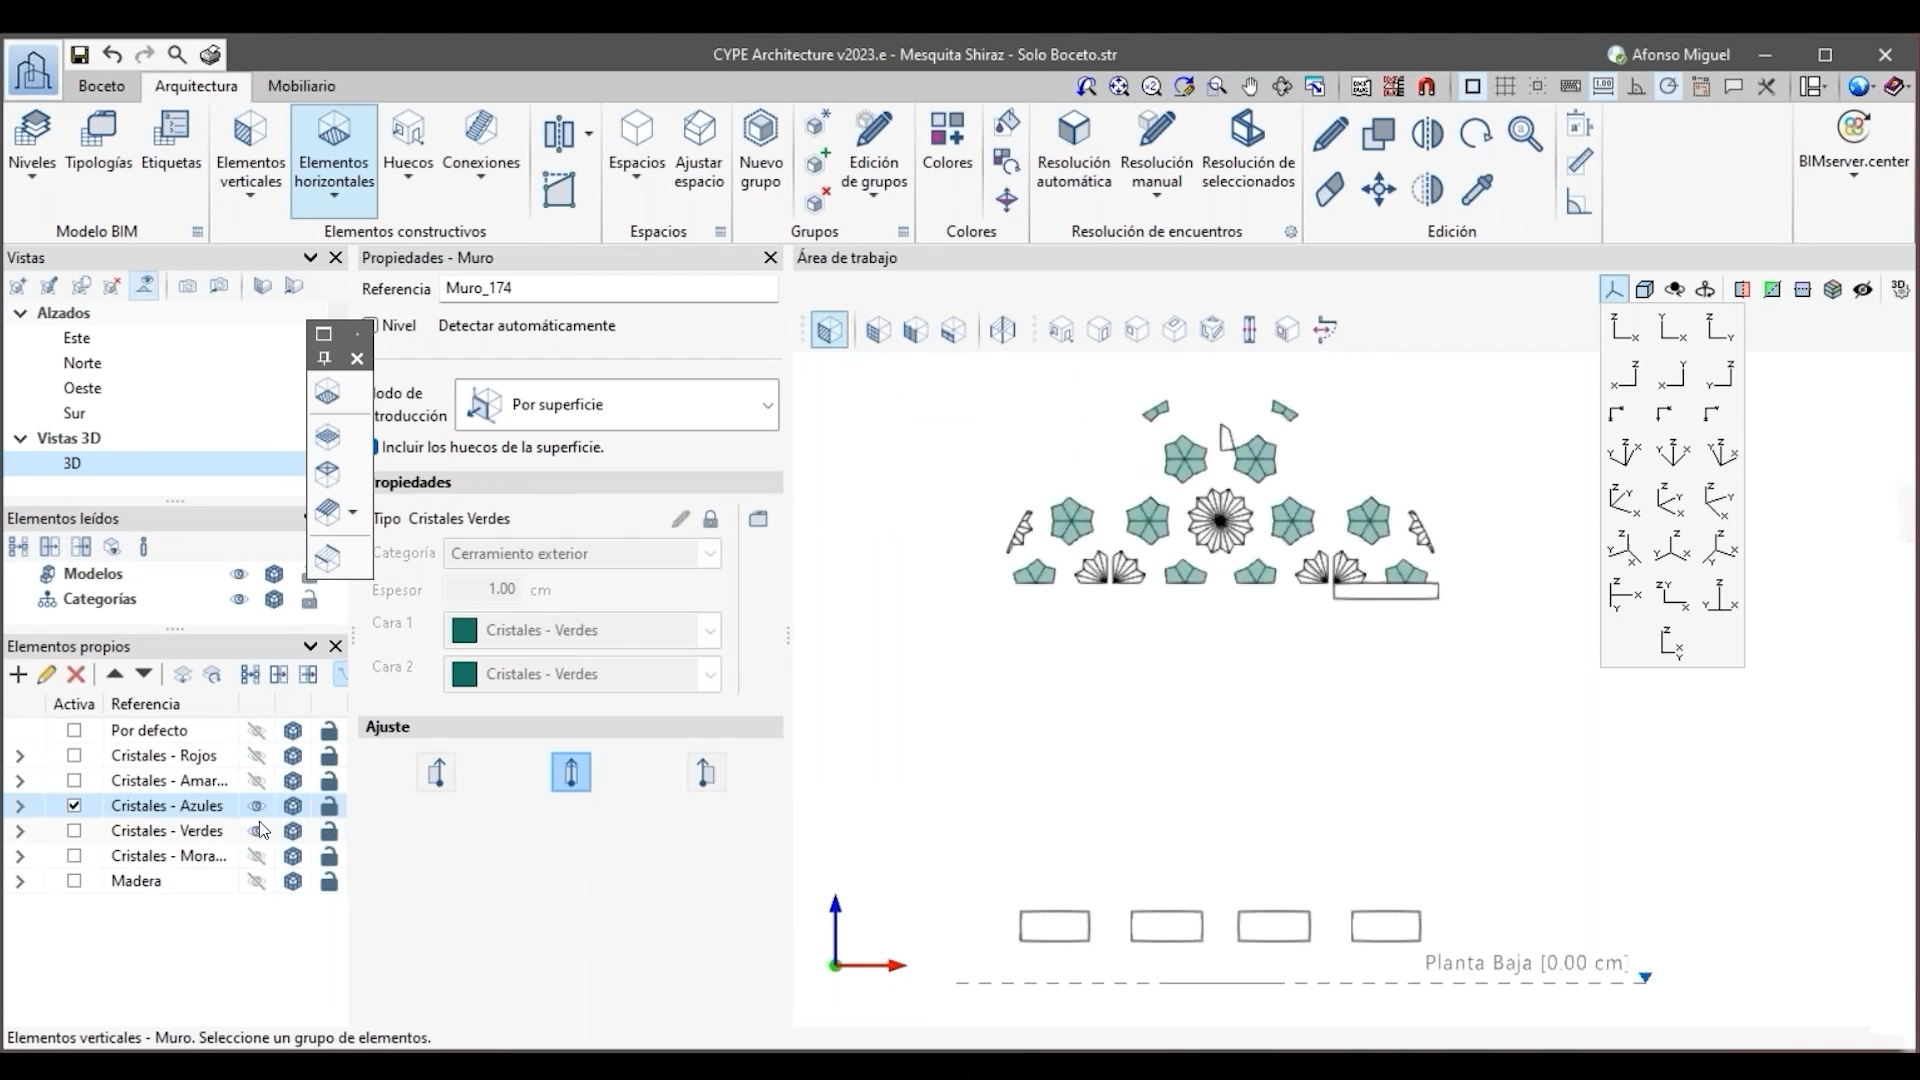 CYPE Architecture v2023.e - Mesquita Shiraz - Solo Boceto.str
Afonso Miguel
Boceto
Arquitectura
Mobiliario
Niveles
Tipologías
Etiquetas
Elementos
verticales
Elementos
horizontales
Huecos
Conexiones
Espacios
Ajustar
espacio
Nuevo
grupo
Edición
de grupos
Colores
Resolución
automática
Resolución
manual
Resolución de
seleccionados
BIMserver.center
Modelo BIM
Elementos constructivos
Espacios
Grupos
Colores
Resolución de encuentros
Edición
Vistas
Alzados
Este
Norte
Oeste
Sur
Vistas 3D
3D
Elementos leídos
Modelos
Categorías
Elementos propios
Activa
Referencia
Por defecto
Cristales - Rojos
Cristales - Amar...
Cristales - Azules
Cristales - Verdes
Cristales - Mora...
Madera
Propiedades - Muro
Referencia
Muro_174
Nivel
Detectar automáticamente
odo de
troducción
Por superficie
Incluir los huecos de la superficie.
ropiedades
Tipo Cristales Verdes
Categoría
Cerramiento exterior
Espesor
1.00 cm
Cara 1
Cristales - Verdes
Cara 2
Cristales - Verdes
Ajuste
Área de trabajo
3D
Planta Baja [0.00 cm]
Elementos verticales - Muro. Seleccione un grupo de elementos.